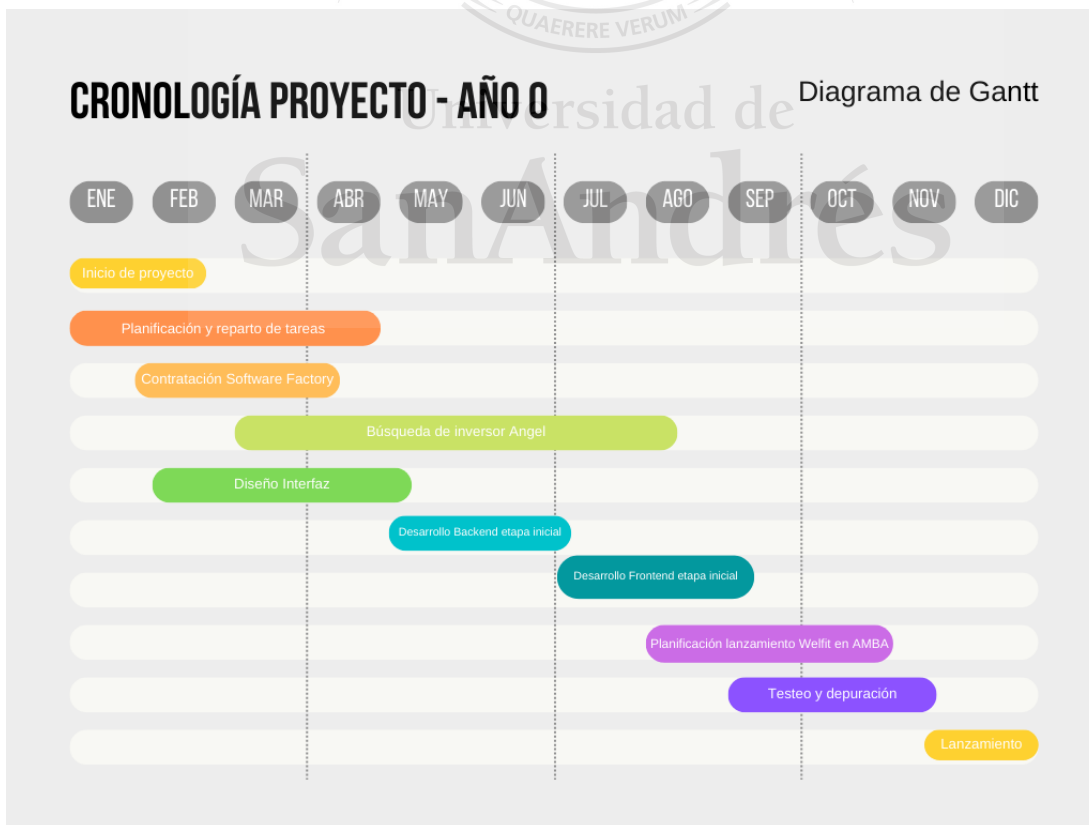 QUAERERE VERUM
CRONOLOGÍA PROYECTO - AÑO 0
Diagrama de Gantt
Universidad de
SanAndrés
ENE FEB MAR ABR MAY JUN JUL AGO SEP OCT NOV DIC
Inicio de proyecto
Planificación y reparto de tareas
Contratación Software Factory
Búsqueda de inversor Angel
Diseño Interfaz
Desarrollo Backend etapa inicial
Desarrollo Frontend etapa inicial
Planificación lanzamiento Welfit en AMBA
Testeo y depuración
Lanzamiento